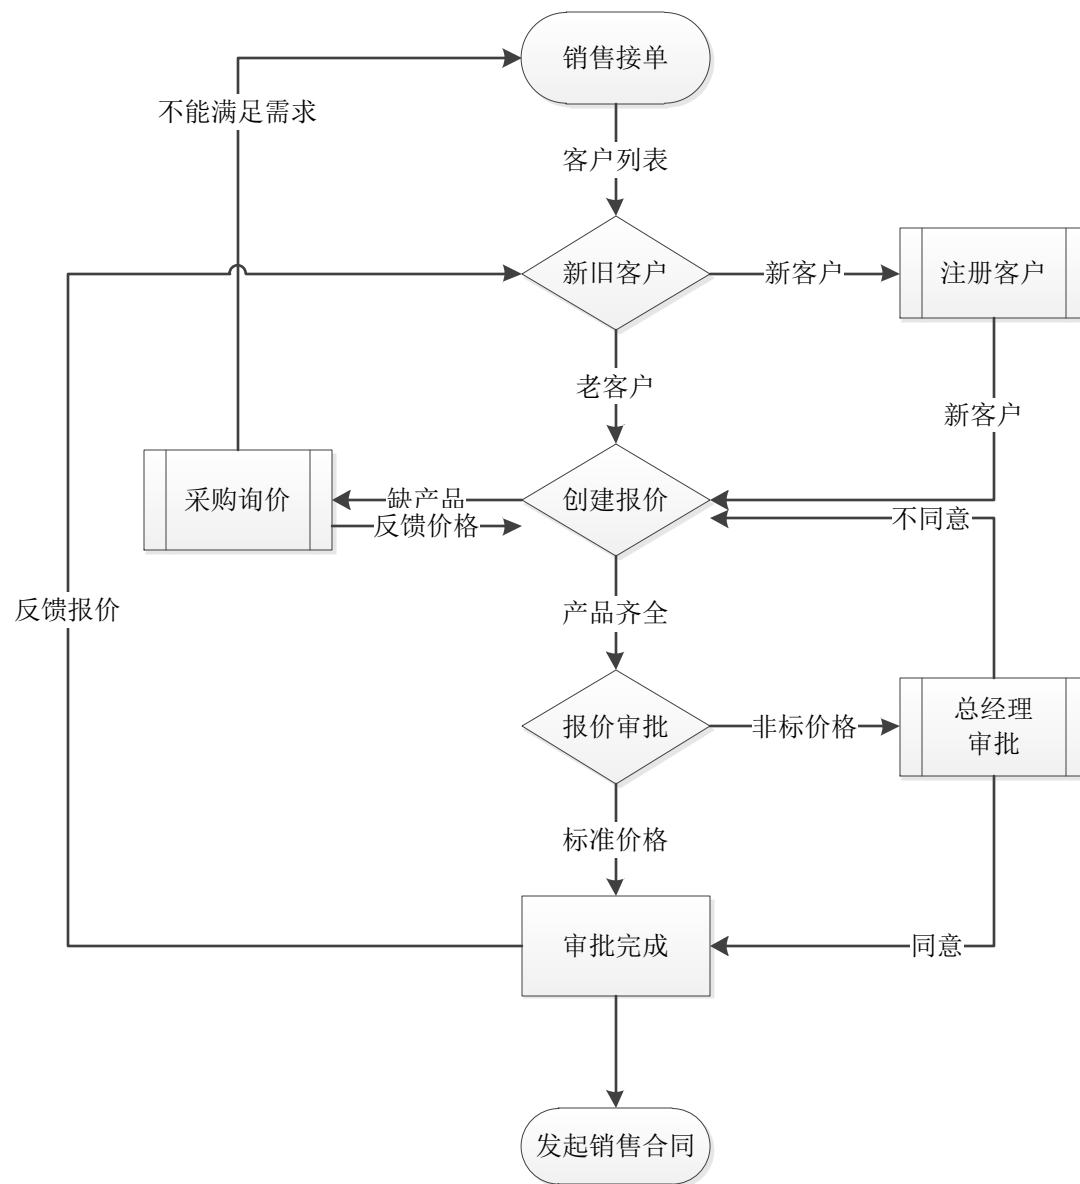 销售接单
不能满足需求
客户列表
新旧客户
新客户
注册客户
老客户
新客户
采购询价
缺产品
创建报价
反馈价格
不同意
反馈报价
产品齐全
报价审批
非标价格
总经理
审批
标准价格
审批完成
同意
发起销售合同